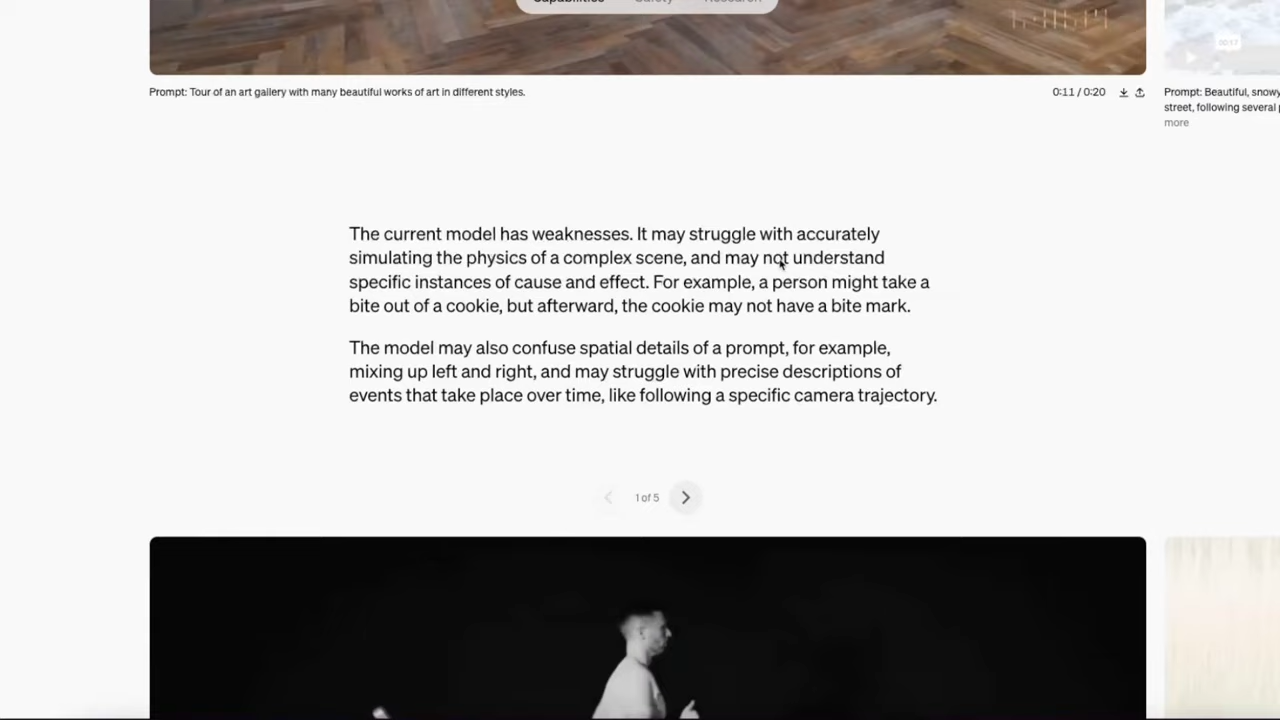 Capabilities Safety Research
Prompt: Tour of an art gallery with many beautiful works of art in different styles.
0:11 / 0:20
00:17
Prompt: Beautiful, snowy
street, following several
more
The current model has weaknesses. It may struggle with accurately
simulating the physics of a complex scene, and may not understand
specific instances of cause and effect. For example, a person might take a
bite out of a cookie, but afterward, the cookie may not have a bite mark.
The model may also confuse spatial details of a prompt, for example,
mixing up left and right, and may struggle with precise descriptions of
events that take place over time, like following a specific camera trajectory.
1 of 5